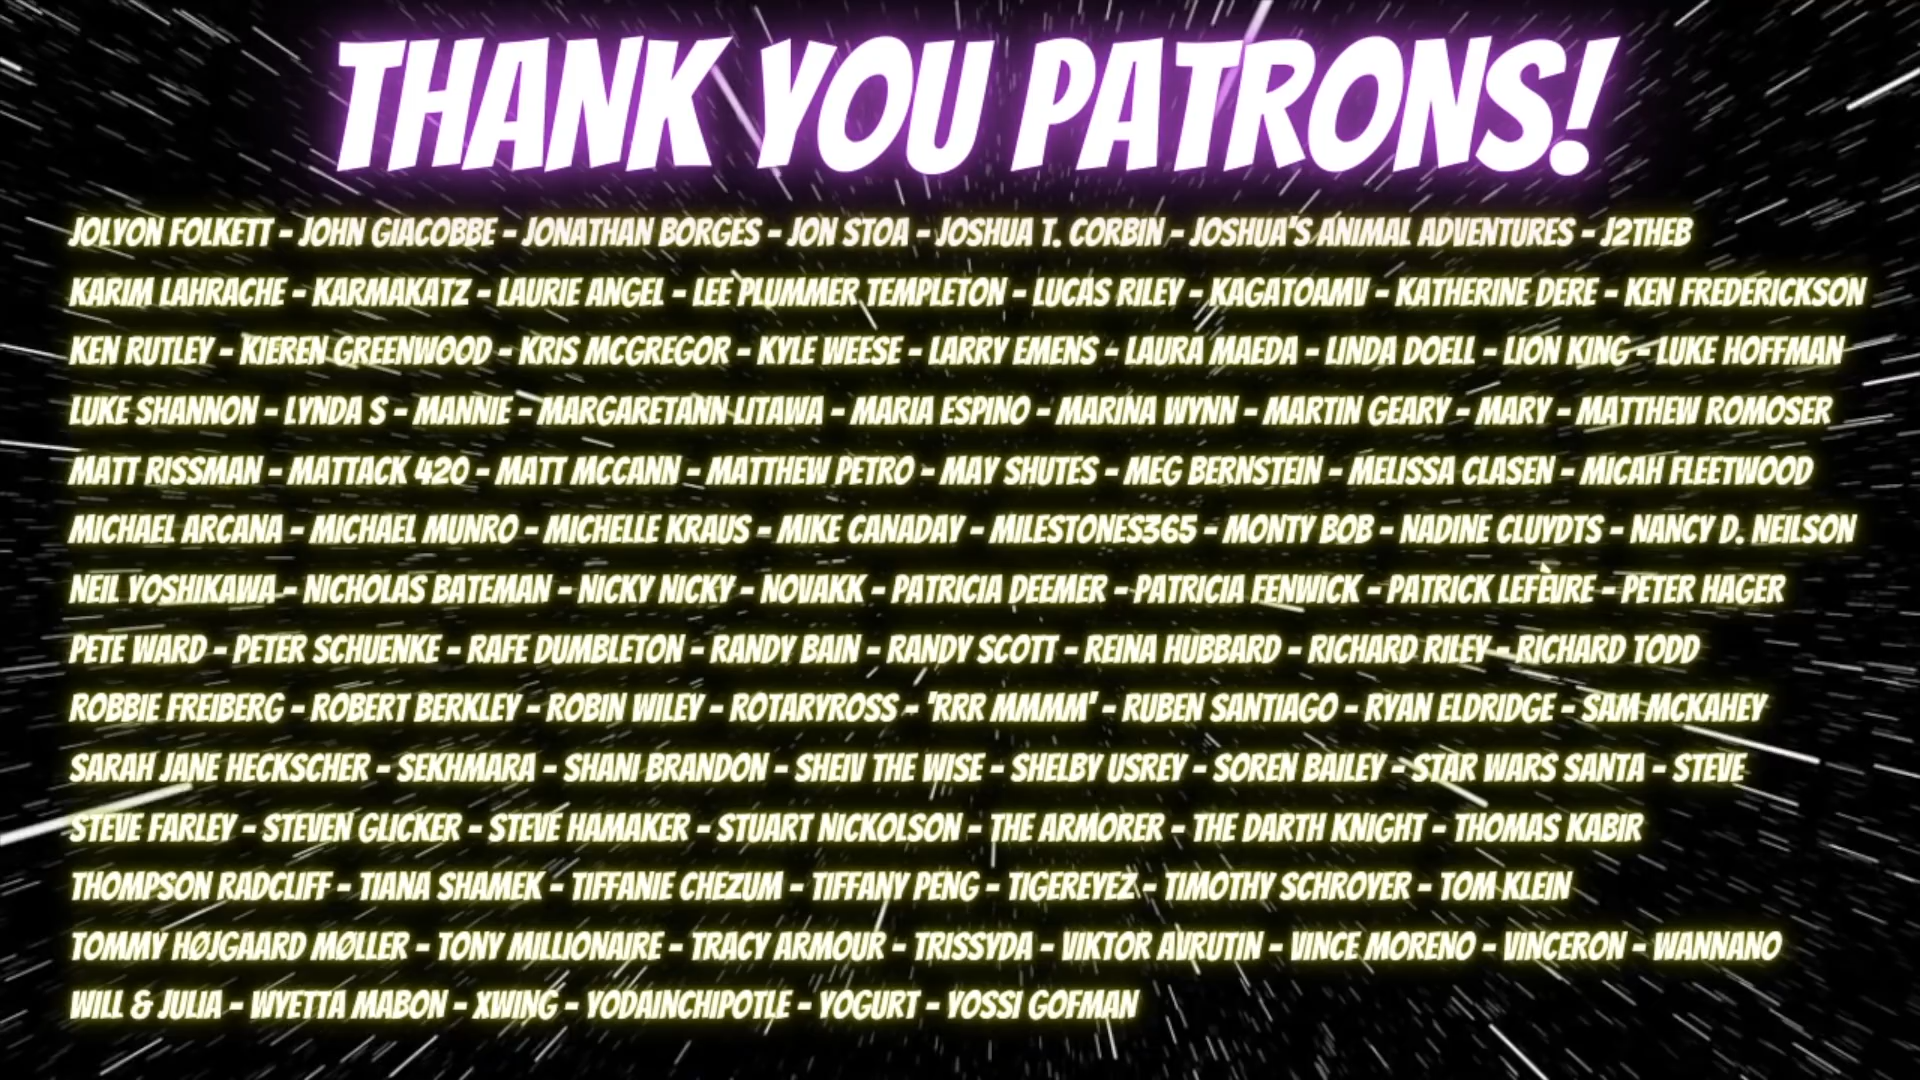 THANK YOU PATRONS!
JOLYON FOLKETT - JOHN GIACOBBE - JONATHAN BORGES - JON STOA - JOSHUA T. CORBIN - JOSHUA'S ANIMAL ADVENTURES - J2THEB
KARIM LAHRACHE - KARMAKATZ - LAURIE ANGEL - LEE PLUMMER TEMPLETON - LUCAS RILEY - KAGATOAMV - KATHERINE DERE - KEN FREDERICKSON
KEN RUTLEY - KIEREN GREENWOOD - KRIS MCGREGOR - KYLE WEESE - LARRY EMENS - LAURA MAEDA - LINDA DOELL - LION KING - LUKE HOFFMAN
LUKE SHANNON - LYNDA S - MANNIE - MARGARETANN LITAWA - MARIA ESPINO - MARINA WYNN - MARTIN GEARY - MARY - MATTHEW ROMOSER
MATT RISSMAN - MATTACK 420 - MATT MCCANN - MATTHEW PETRO - MAY SHUTES - MEG BERNSTEIN - MELISSA CLASEN - MICAH FLEETWOOD
MICHAEL ARCANA - MICHAEL MUNRO - MICHELLE KRAUS - MIKE CANADAY - MILESTONES365 - MONTY BOB - NADINE CLUYDTS - NANCY D. NEILSON
NEIL YOSHIKAWA - NICHOLAS BATEMAN - NICKY NICKY - NOVAKK - PATRICIA DEEMER - PATRICIA FENWICK - PATRICK LEFÈVRE - PETER HAGER
PETE WARD - PETER SCHUENKE - RAFE DUMBLETON - RANDY BAIN - RANDY SCOTT - REINA HUBBARD - RICHARD RILEY - RICHARD TODD
ROBBIE FREIBERG - ROBERT BERKLEY - ROBIN WILEY - ROTARYROSS - 'RRR MMMM' - RUBEN SANTIAGO - RYAN ELDRIDGE - SAM MCKAHEY
SARAH JANE HECKSCHER - SEKHMARA - SHANI BRANDON - SHEIV THE WISE - SHELBY USREY - SOREN BAILEY - STAR WARS SANTA - STEVE
STEVE FARLEY - STEVEN GLICKER - STEVE HAMAKER - STUART NICKOLSON - THE ARMORER - THE DARTH KNIGHT - THOMAS KABIR
THOMPSON RADCLIFF - TIANA SHAMEK - TIFFANIE CHEZUM - TIFFANY PENG - TIGEREYEZ - TIMOTHY SCHROYER - TOM KLEIN
TOMMY HØJGAARD MØLLER - TONY MILLIONAIRE - TRACY ARMOUR - TRISSYDA - VIKTOR AVRUTIN - VINCE MORENO - VINCERON - WANNANO
WILL & JULIA - WYETTA MABON - XWING - YODAINCHIPOTLE - YOGURT - YOSSI GOFMAN